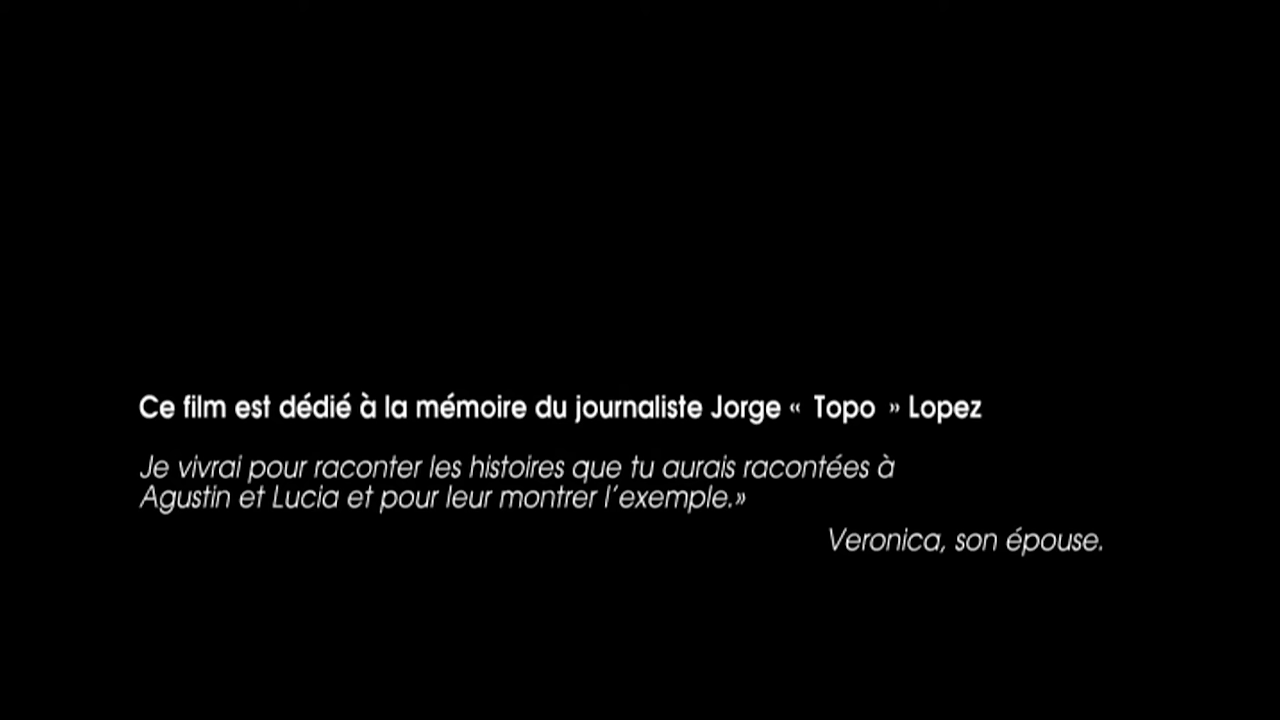 Ce film est dédié à la mémoire du journaliste Jorge « Topo » Lopez
Je vivrai pour raconter les histoires que tu aurais racontées à
Agustin et Lucia et pour leur montrer l’exemple.»
Veronica, son épouse.